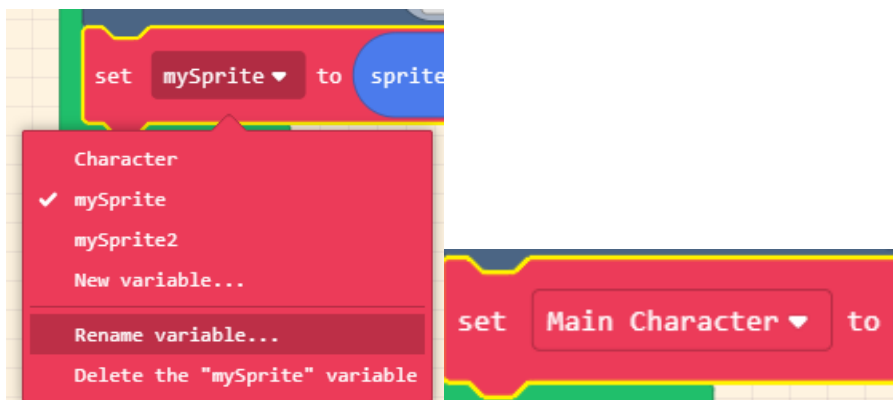 set mySprite to sprite
Character
mySprite
mySprite2
New variable...
Rename variable...
Delete the "mySprite" variable
set Main Character to